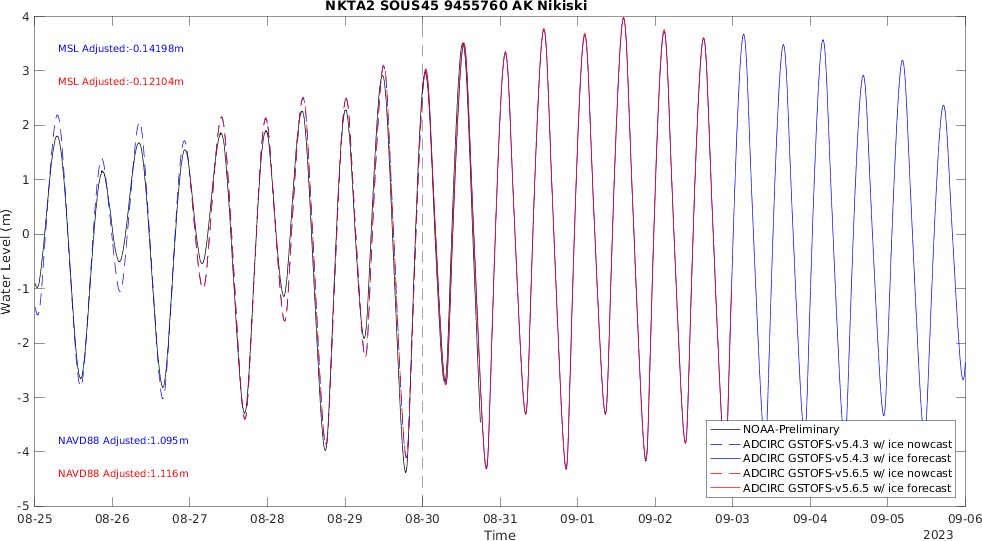 NKTA2 SOUS45 9455760 AK Nikiski
4
3
2
1
0
-1
-2
-3
-4
-5
Water Level (m)
MSL Adjusted:-0.14198m
MSL Adjusted:-0.12104m
NAVD88 Adjusted:1.095m
NAVD88 Adjusted:1.116m
NOAA-Preliminary
ADCIRC GSTOFS-v5.4.3 w/ ice nowcast
ADCIRC GSTOFS-v5.4.3 w/ ice forecast
ADCIRC GSTOFS-v5.6.5 w/ ice nowcast
ADCIRC GSTOFS-v5.6.5 w/ ice forecast
08-25 08-26 08-27 08-28 08-29 08-30 08-31 09-01 09-02 09-03 09-04 09-05 09-06
Time
2023